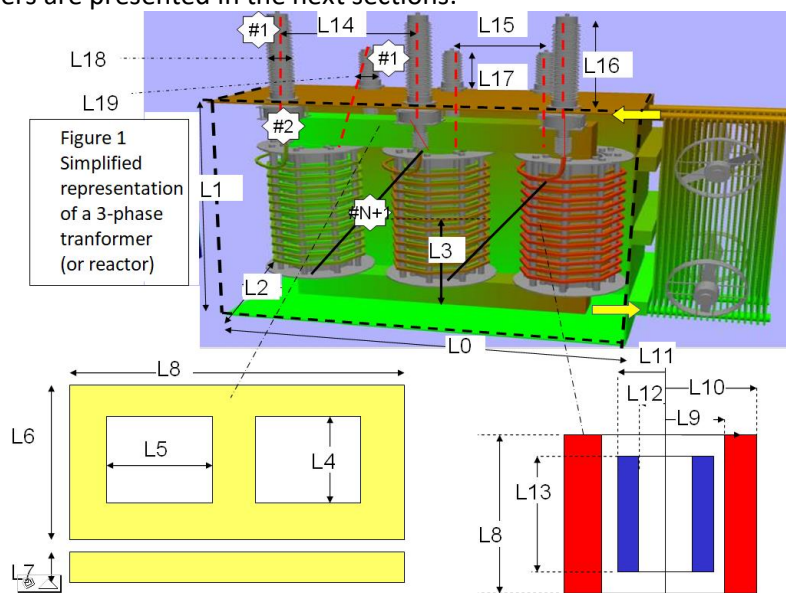 ers are presented in the next sections.
#1
L14
L15
L18
#1
L16
L17
L19
#2
Figure 1
Simplified
representation
of a 3-phase
tranformer
(or reactor)
L1
#N+1
L3
L2
L0
L11
L8
L10
L12
L9
L6
L5
L4
L13
L8
L7